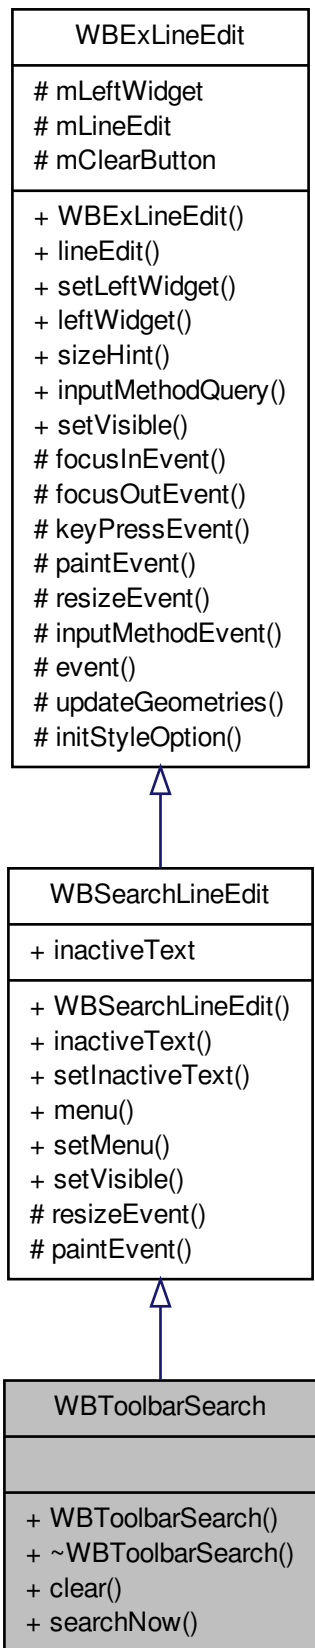 WBExLineEdit
# mLeftWidget
# mLineEdit
# mClearButton
+ WBExLineEdit()
+ lineEdit()
+ setLeftWidget()
+ leftWidget()
+ sizeHint()
+ inputMethodQuery()
+ setVisible()
# focusInEvent()
# focusOutEvent()
# keyPressEvent()
# paintEvent()
# resizeEvent()
# inputMethodEvent()
# event()
# updateGeometries()
# initStyleOption()
WBSearchLineEdit
+ inactiveText
+ WBSearchLineEdit()
+ inactiveText()
+ setInactiveText()
+ menu()
+ setMenu()
+ setVisible()
# resizeEvent()
# paintEvent()
WBToolbarSearch
+ WBToolbarSearch()
+ ~WBToolbarSearch()
+ clear()
+ searchNow()